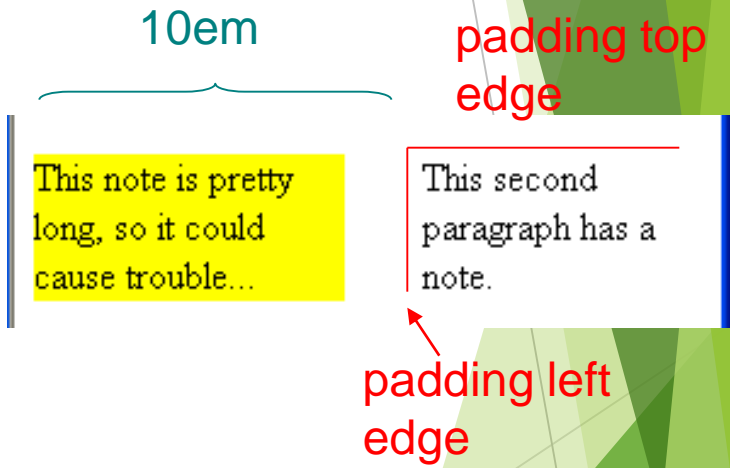 10em
padding top
edge
This note is pretty
long, so it could
cause trouble...
This second
paragraph has a
note.
padding left
edge